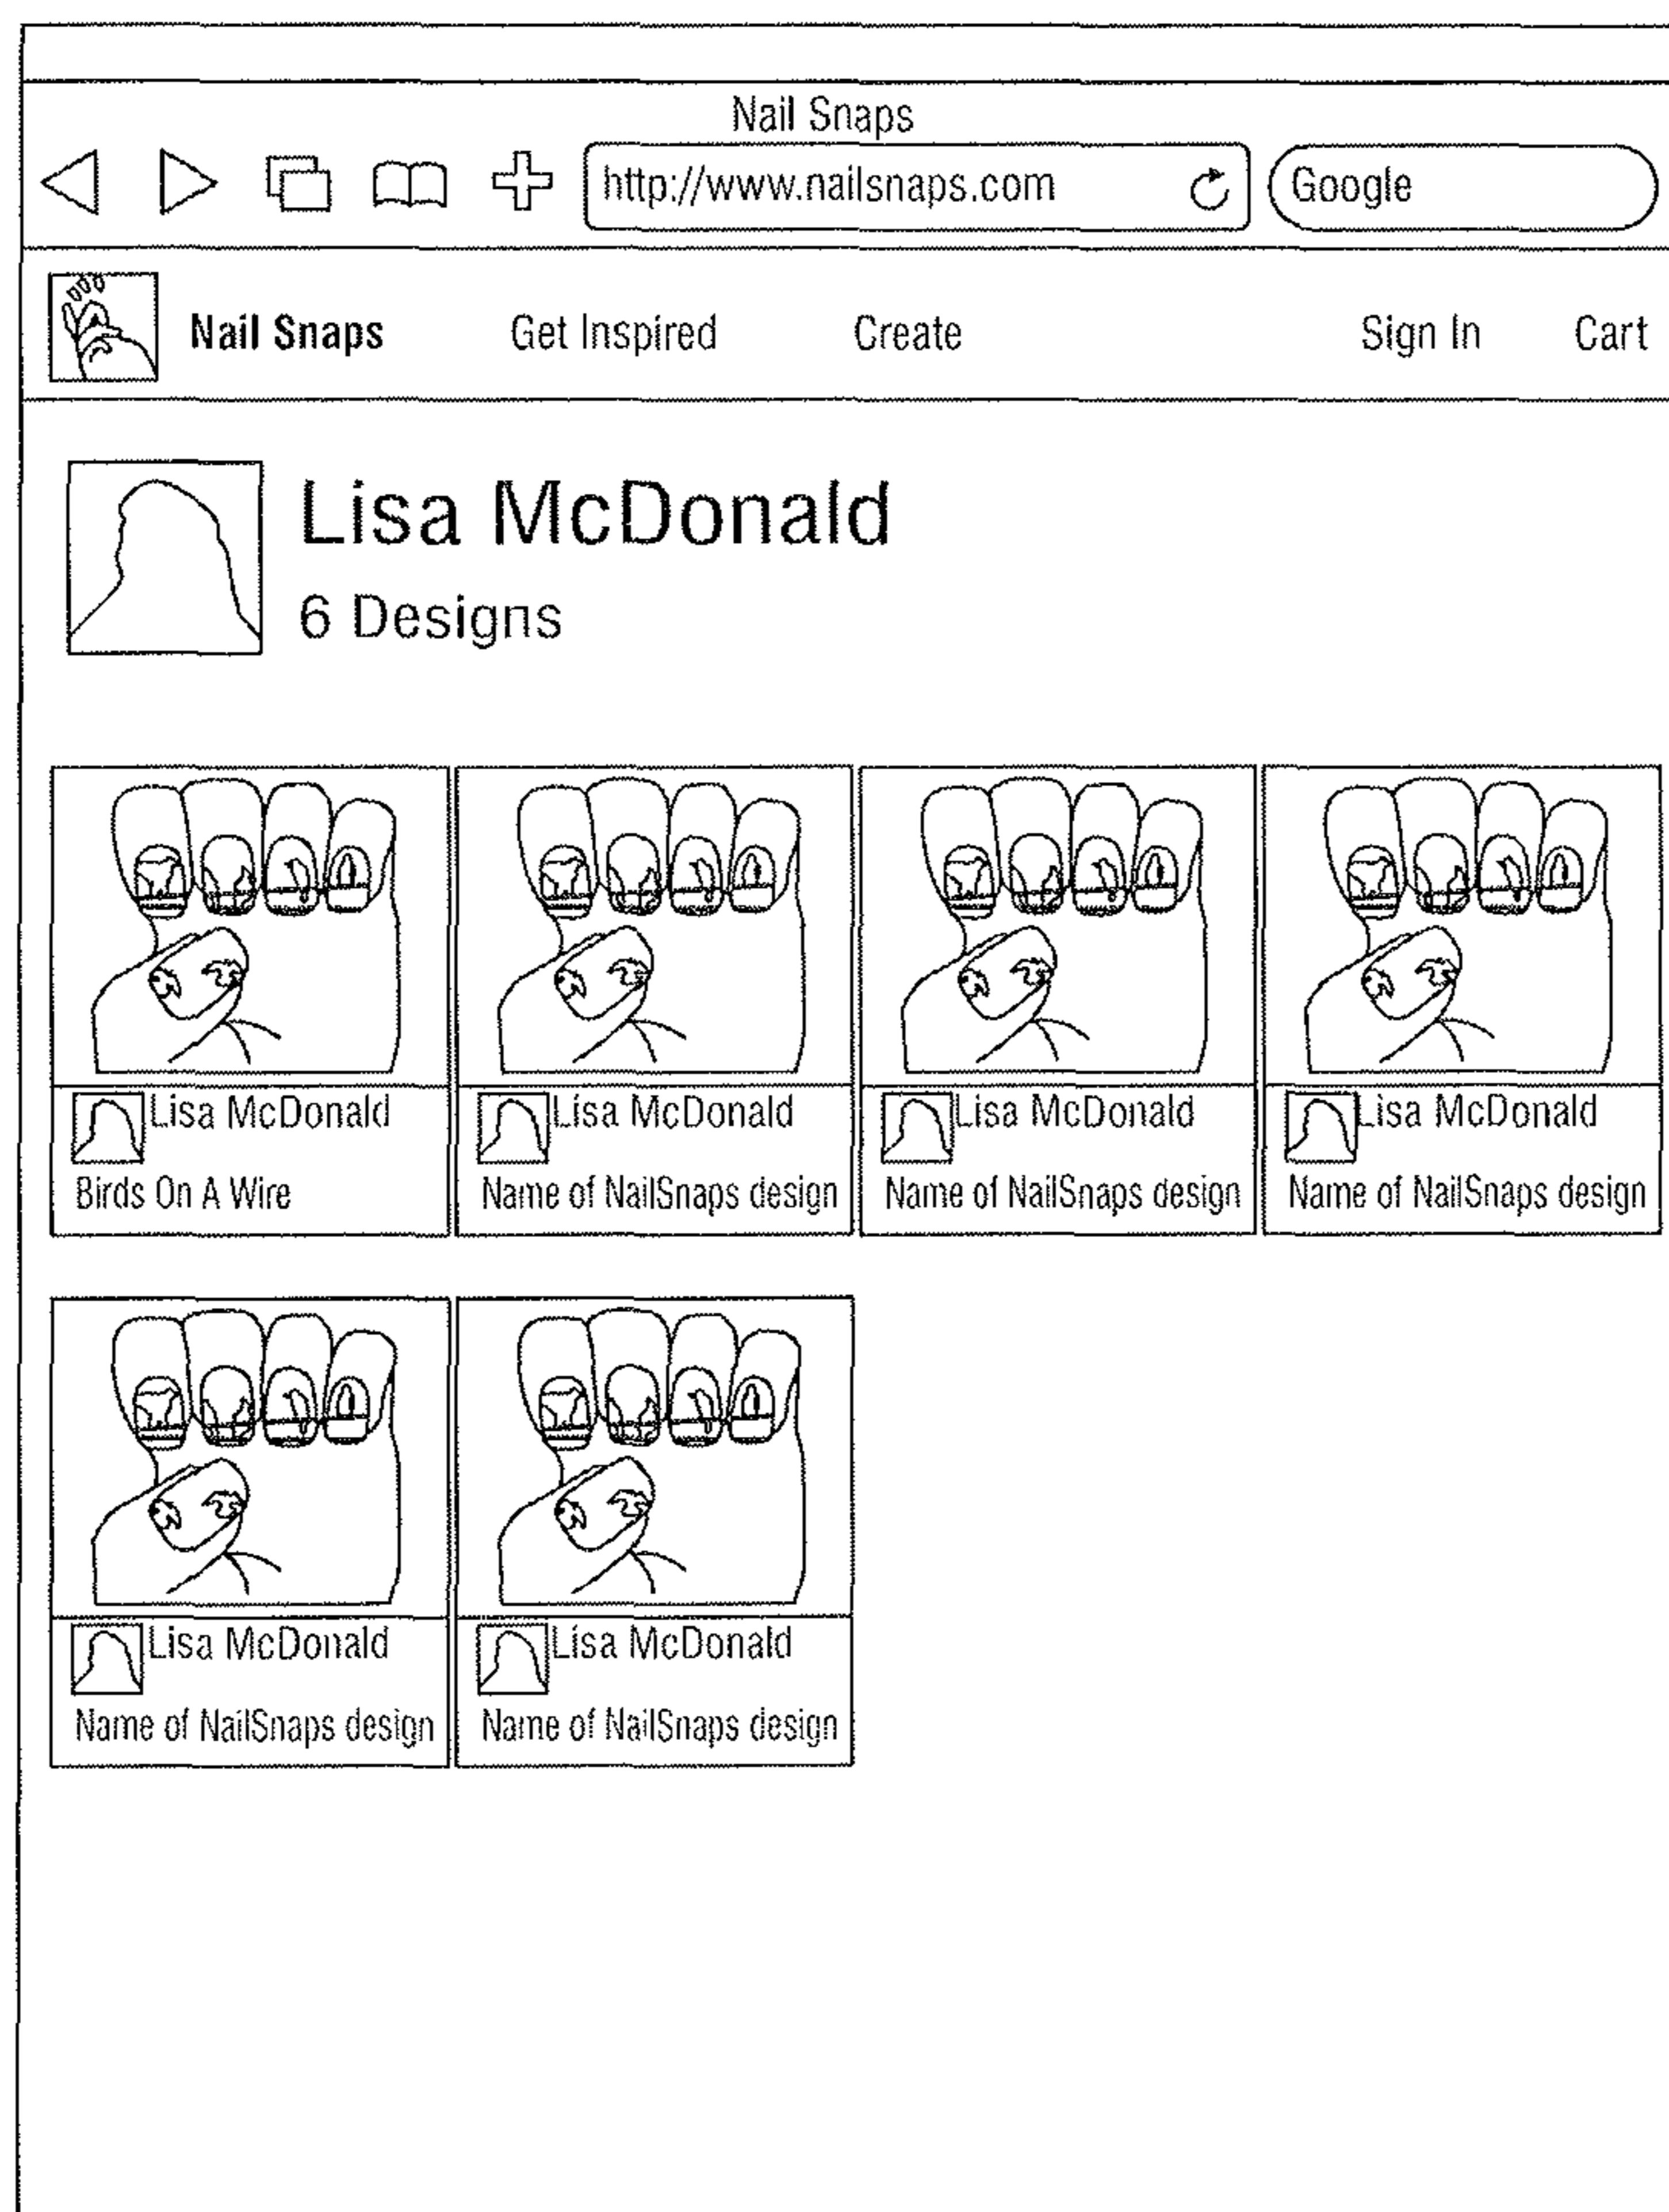 Nail Snaps
http://www.nailsnaps.com Google
Nail Snaps Get Inspired Create Sign In Cart
Lisa McDonald
6 Designs
Lisa McDonald Lisa McDonald Lisa McDonald Lisa McDonald
Birds On A Wire Name of NailSnaps design Name of NailSnaps design Name of NailSnaps design
Lisa McDonald Lisa McDonald
Name of NailSnaps design Name of NailSnaps design